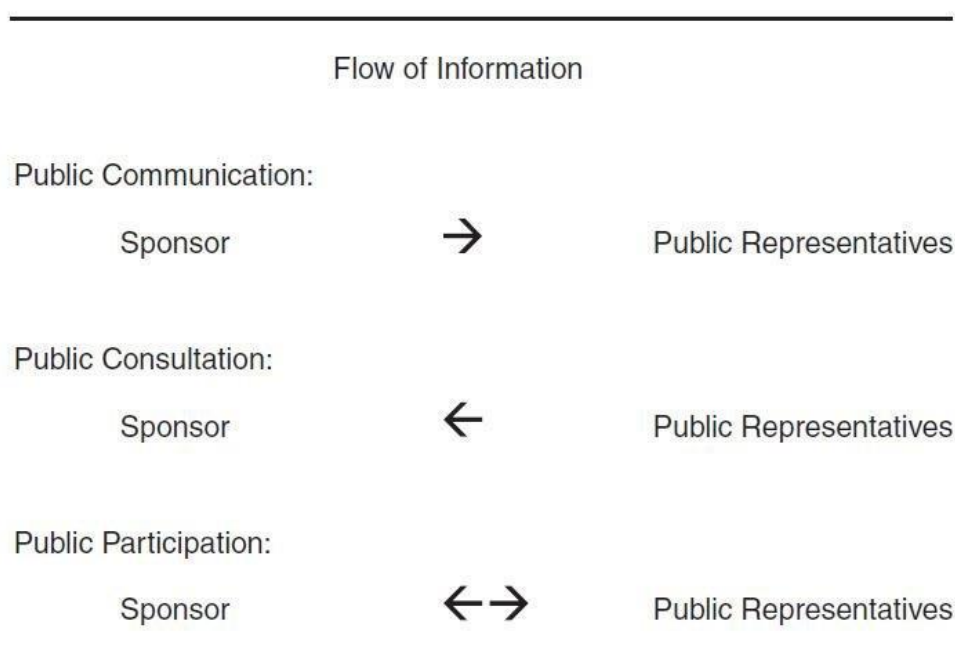 Flow of Information
Public Communication:
Sponsor → Public Representatives
Public Consultation:
Sponsor ← Public Representatives
Public Participation:
Sponsor ←→ Public Representatives